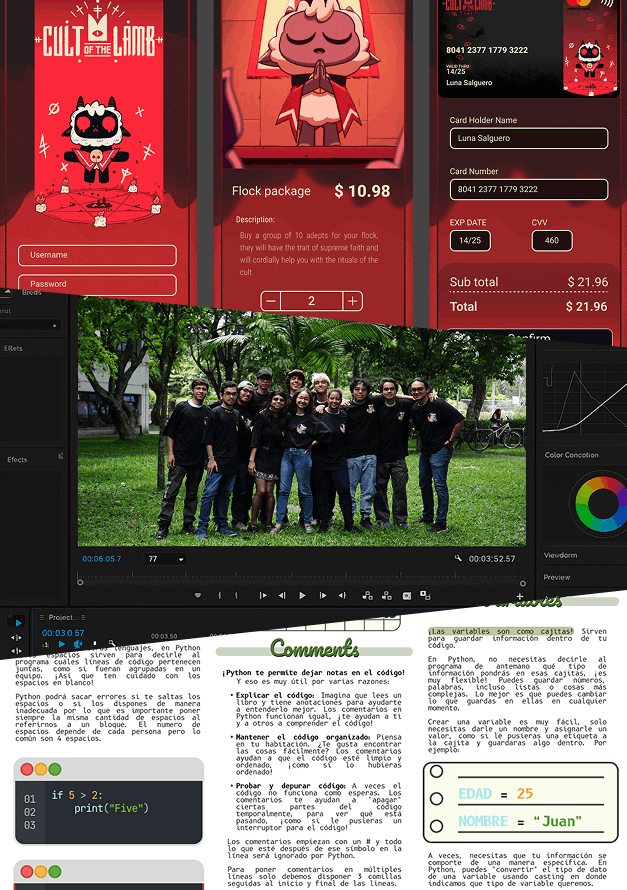 CULT
OF THE
LAMB
Username
Password
Flock package
$ 10.98
Description:
Buy a group of 10 adepts for your flock,
they will have the trait of supreme faith and
will cordially help you with the rituals of the
cult.
2
8041 2377 1779 3222
VALID THRU
14/25
Luna Salguero
Card Holder Name
Luna Salguero
Card Number
8041 2377 1779 3222
EXP DATE
CVV
14/25
460
Sub total
$ 21.96
Total
$ 21.96
Confirm
ERets
Effects
Color Concotion
Viewdorm
Preview
00;06:05.7
77
00:03;52.57
Project...
00:03:0 57
00:03.50
lenguajes, en Python
espacios sirven para decirle al
programa cuáles líneas de código pertenecen
juntas, como si fueran agrupadas en un
equipo. ¡Así que ten cuidado con los
espacios en blanco!
Python podrá sacar errores si te saltas los
espacios o si los dispones de manera
inadecuada por lo que es importante poner
siempre la misma cantidad de espacios al
referirnos a un bloque. El numero de
espacios depende de cada persona pero lo
común son 4 espacios.
01 if 5 > 2:
02 print("Five")
03
Comments
¡Python te permite dejar notas en el código!
Y eso es muy útil por varias razones:
• Explicar el código: Imagina que lees un
libro y tiene anotaciones para ayudarte
a entenderlo mejor. Los comentarios en
Python funcionan igual, ¡te ayudan a ti
y a otros a comprender el código!
• Mantener el código organizado: Piensa
en tu habitación. ¿Te gusta encontrar
las cosas fácilmente? Los comentarios
ayudan a que el código esté limpio y
ordenado, ¡como si lo hubieras
ordenado!
• Probar y depurar código: A veces el
código no funciona como esperas. Los
comentarios te ayudan a "apagar"
ciertas partes del código
temporalmente, para ver qué está
pasando, ¡como si le pusieras un
interruptor para el código!
Los comentarios empiezan con un # y todo
lo que esté después de ese símbolo en la
línea será ignorado por Python.
Para poner comentarios en múltiples
líneas solo debemos disponer 3 comillas
seguidas al inicio y final de las líneas.
¡Las variables son como cajitas! Sirven
para guardar información dentro de tu
código.
En Python, no necesitas decirle al
programa de antemano qué tipo de
información pondrás en esas cajitas, ¡es
muy flexible! Puedes guardar números,
palabras, incluso listas o cosas más
complejas. Lo mejor es que puedes cambiar
lo que guardas en ellas en cualquier
momento.
Crear una variable es muy fácil, solo
necesitas darle un nombre y asignarle un
valor, como si le pusieras una etiqueta a
la cajita y guardaras algo dentro. Por
ejemplo:
EDAD = 25
NOMBRE = "Juan"
A veces, necesitas que tu información se
comporte de una manera específica. En
Python, puedes "convertir" el tipo de dato
de una variable usando casting en donde
indicamos que tipo de variable queremos.